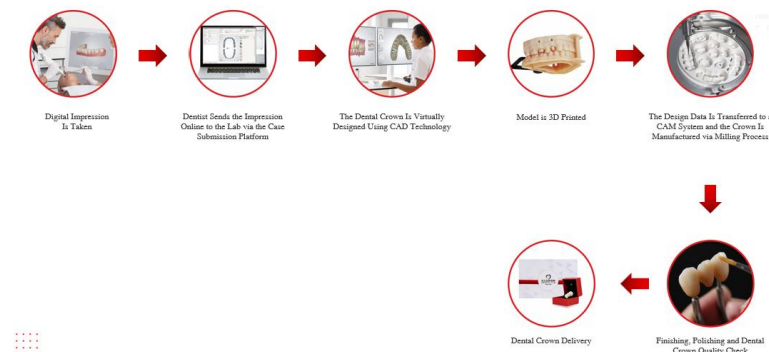 Digital Impression
Is Taken
Dentist Sends the Impression
Online to the Lab via the Case
Submission Platform
The Dental Crown Is Virtually
Designed Using CAD Technology
Model is 3D Printed
The Design Data Is Transferred to
CAM System and the Crown Is
Manufactured via Milling Process
Dental Crown Delivery
Finishing, Polishing and Dental
Crown Quality Check